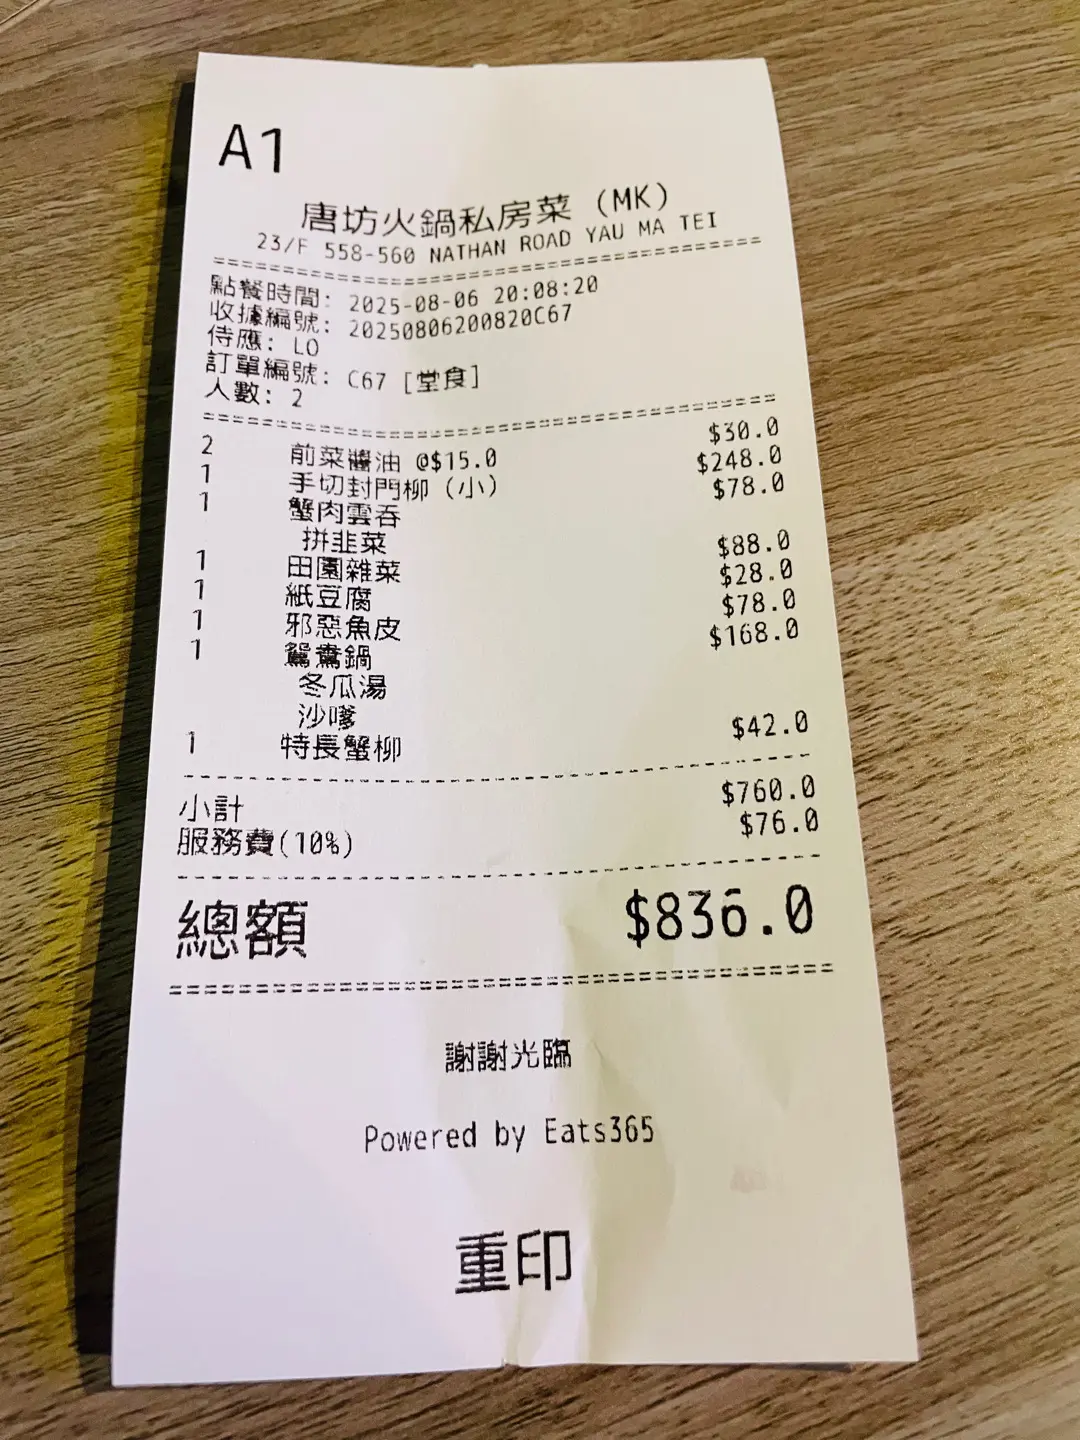 A1
唐坊火鍋私房菜 (MK)
23/F 558-560 NATHAN ROAD YAU MA TEI
點餐時間: 2025-08-06 20:08:20
收據編號: 20250806200820C67
侍應: LO
訂單編號: C67 [堂食]
人數: 2
2 前菜醬油 @$15.0 $30.0
1 手切封門柳 (小) $248.0
1 蟹肉雲吞 $78.0
拼韭菜
1 田園雜菜 $88.0
1 紙豆腐 $28.0
1 邪惡魚皮 $78.0
1 鴛鴦鍋 $168.0
冬瓜湯
沙嗲
1 特長蟹柳 $42.0
小計 $760.0
服務費(10%) $76.0
總額 $836.0
謝謝光臨
Powered by Eats365
重印